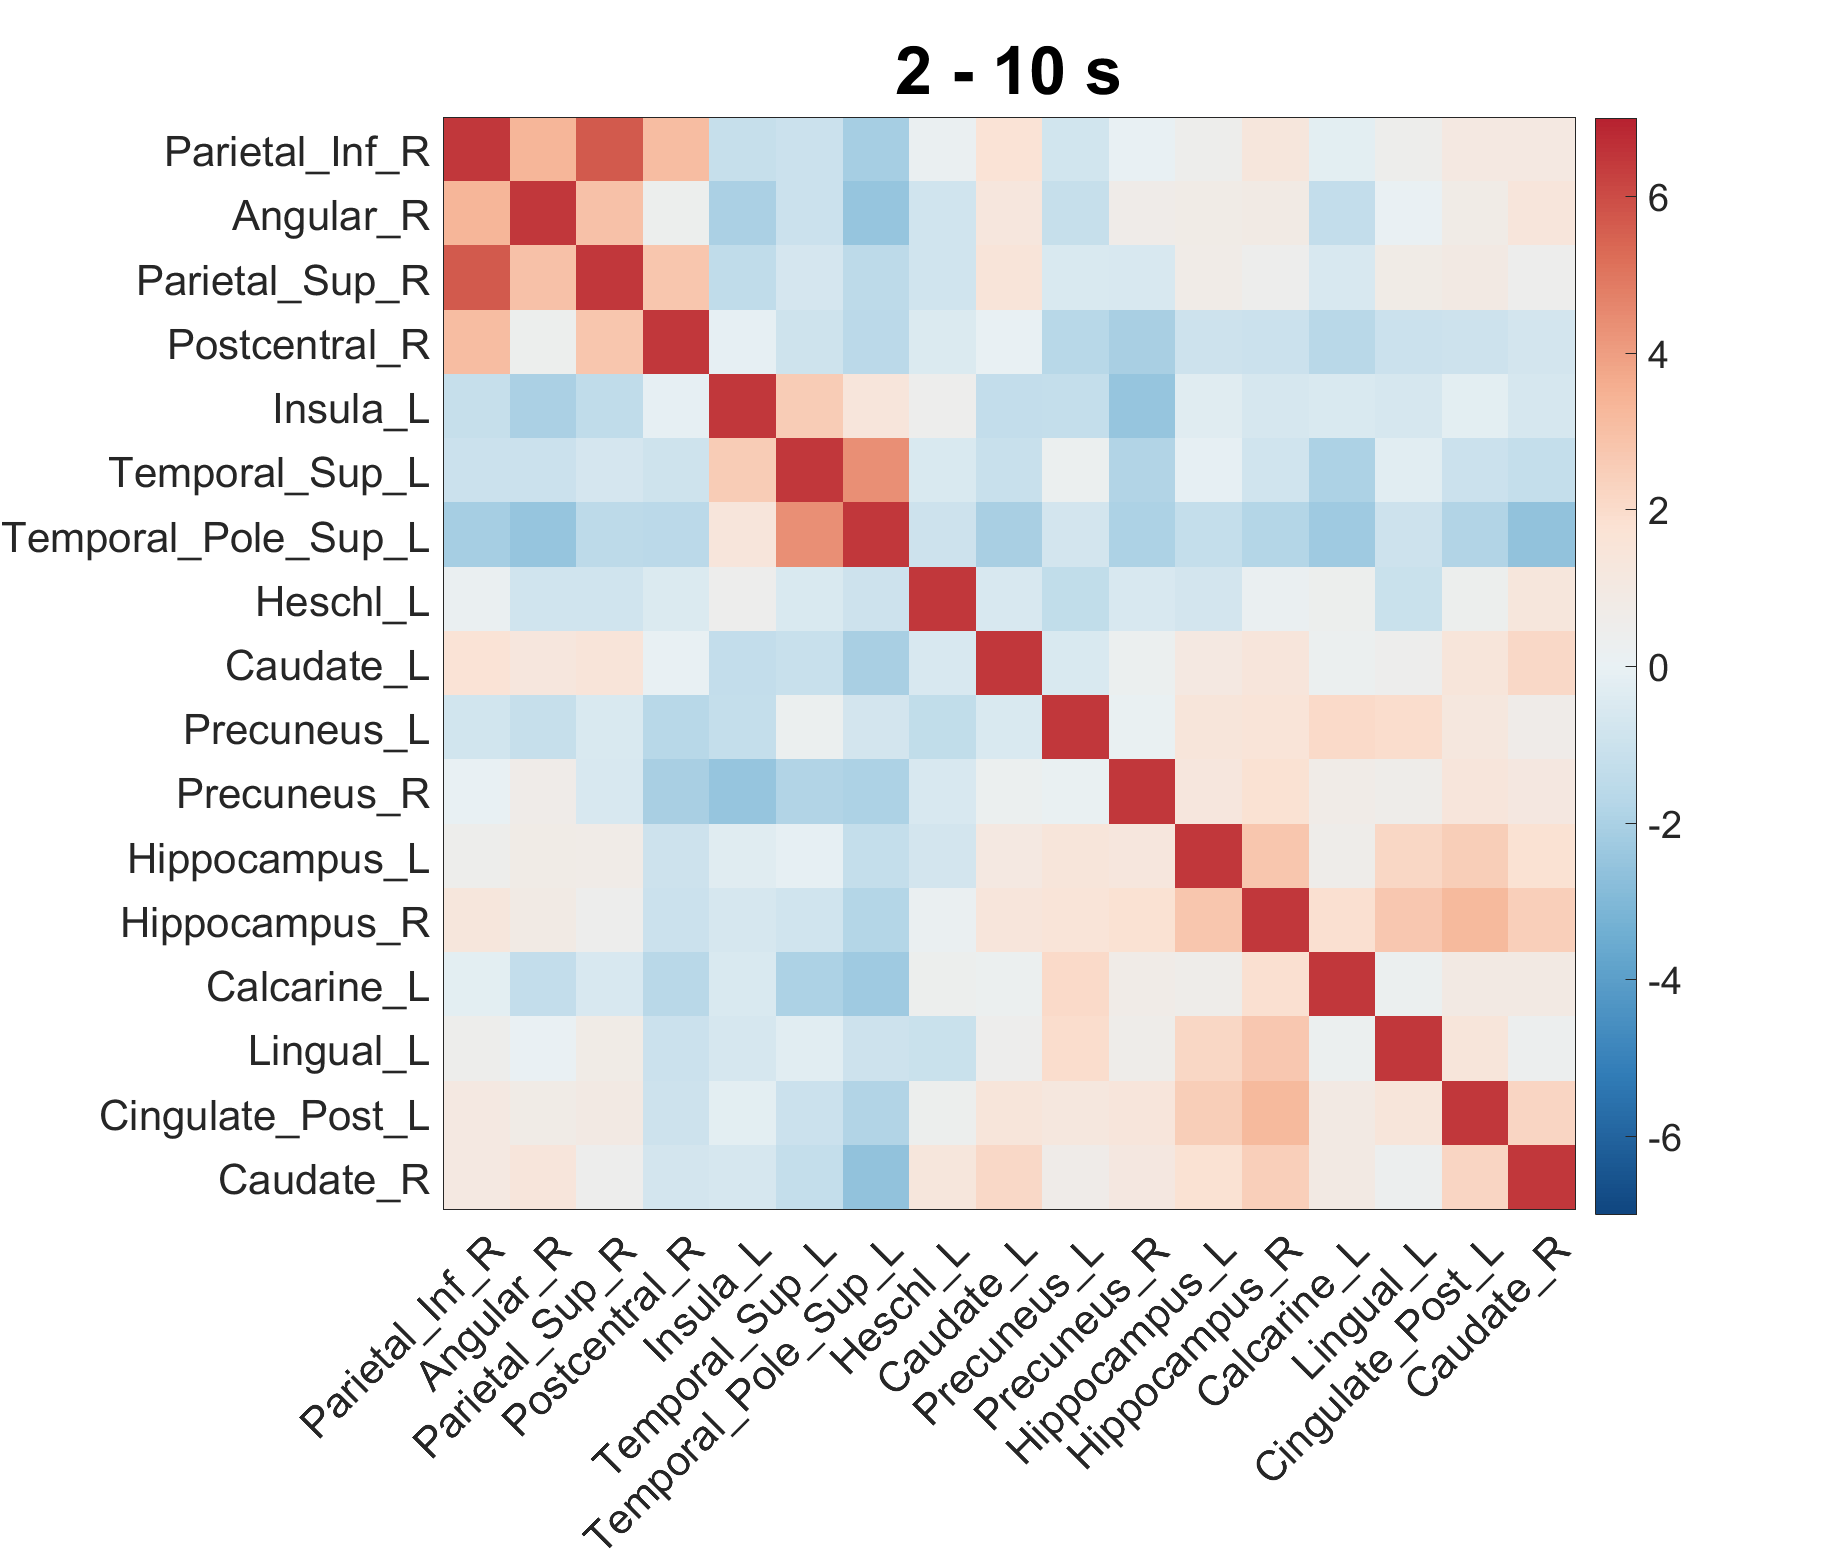 2 - 10 s
Parietal_Inf_R
Angular_R
Parietal_Sup_R
Postcentral_R
Insula_L
Temporal_Sup_L
Temporal_Pole_Sup_L
Heschl_L
Caudate_L
Precuneus_L
Precuneus_R
Hippocampus_L
Hippocampus_R
Calcarine_L
Lingual_L
Cingulate_Post_L
Caudate_R
Parietal_Inf_R
Angular_R
Parietal_Sup_R
Postcentral_R
Insula_L
Temporal_Sup_L
Temporal_Pole_Sup_L
Heschl_L
Caudate_L
Precuneus_L
Precuneus_R
Hippocampus_L
Hippocampus_R
Calcarine_L
Lingual_L
Cingulate_Post_L
Caudate_R
6
4
2
0
-2
-4
-6